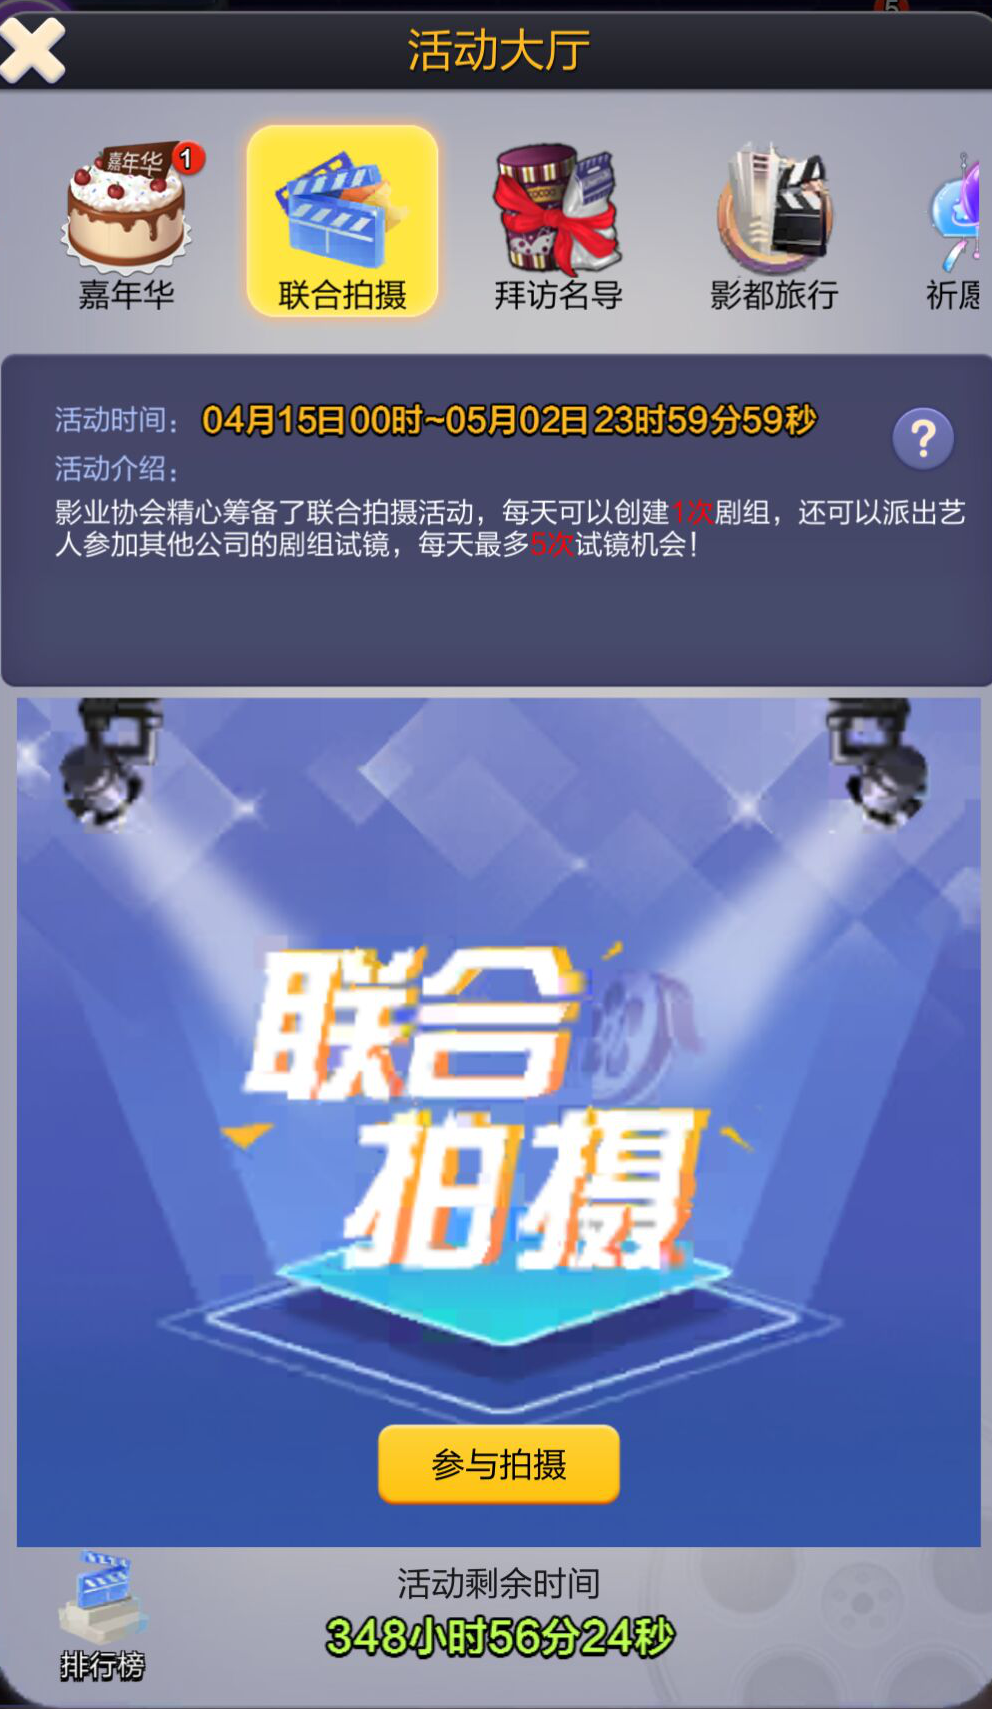 5
活动大厅
嘉年华
1
嘉年华
联合拍摄
拜访名导
影都旅行
祈愿
活动时间：04月15日00时~05月02日23时59分59秒
?
活动介绍：
影业协会精心筹备了联合拍摄活动，每天可以创建1次剧组，还可以派出艺
人参加其他公司的剧组试镜，每天最多5次试镜机会！
联合
拍摄
参与拍摄
活动剩余时间
348小时56分24秒
排行榜